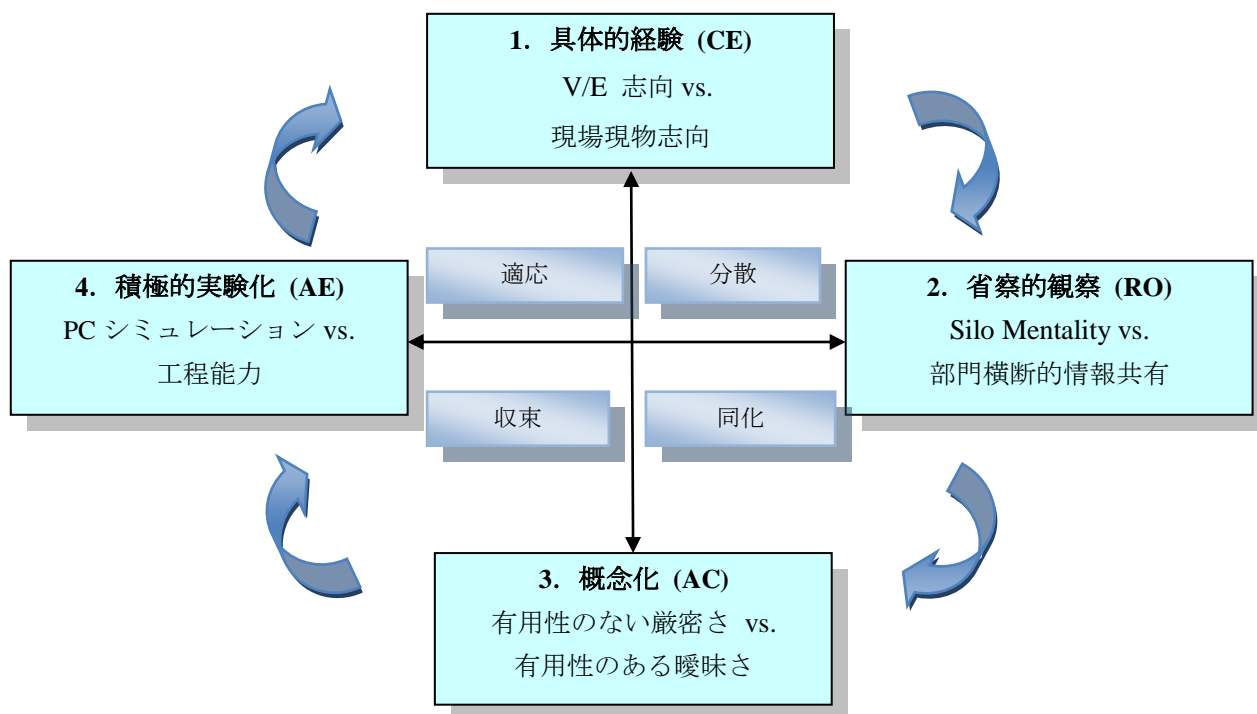 1. 具体的経験 (CE)
V/E 志向 vs.
現場現物志向
適応
分散
4. 積極的実験化 (AE)
PC シミュレーション vs.
工程能力
2. 省察的観察 (RO)
Silo Mentality vs.
部門横断的情報共有
収束
同化
3. 概念化 (AC)
有用性のない厳密さ vs.
有用性のある曖昧さ